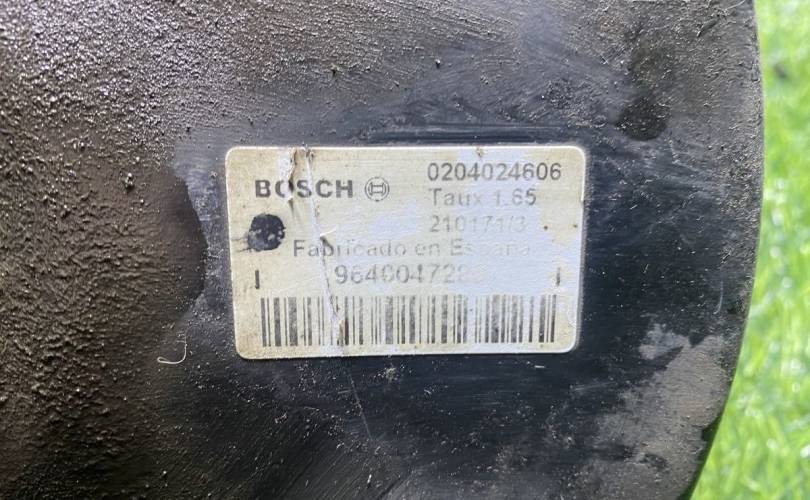 BOSCH
0204024606
Taux 1.65
210171/3
Fabricado en España